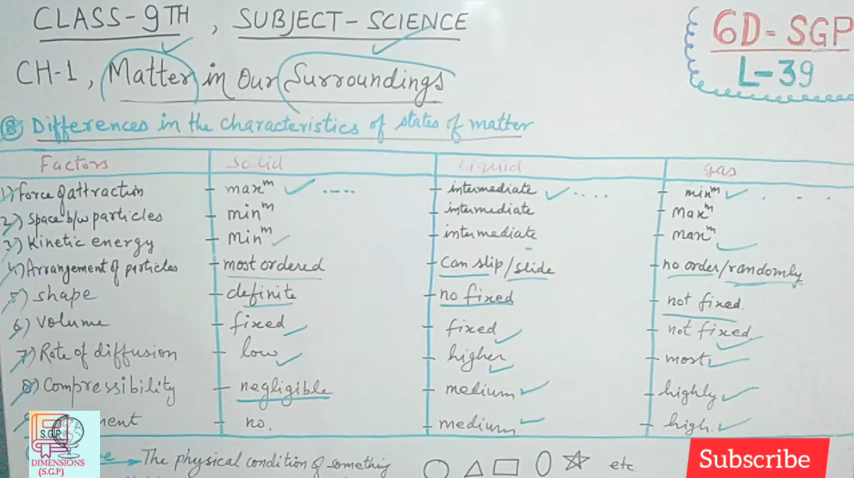 CLASS-9TH, SUBJECT-SCIENCE
6D-SGP
L-39
CH-1, Matter in Our Surroundings
⑧ Differences in the characteristics of states of matter
Factors solid liquid gas
1) force of attraction - maxᵐ .... - intermediate .... - minᵐ . . .
2) Space b/w particles - minᵐ - intermediate - Maxᵐ
3) Kinetic energy - Minᵐ - intermediate - maxᵐ
4) Arrangement of particles - most ordered - Can slip/slide - no order/randomly
5) shape - definite - no fixed - not fixed.
6) Volume - fixed - fixed - not fixed
7) Rate of diffusion - low - higher - most
8) Compressibility - negligible - medium - highly
- no. - medium - high.
The physical condition of something etc.
S.G.P
DIMENSIONS
(S.G.P)
Subscribe